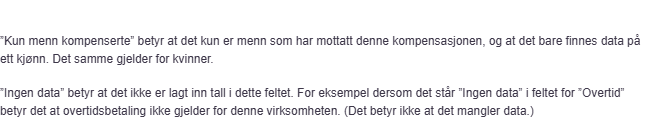 ”Kun menn kompenserte” betyr at det kun er menn som har mottatt denne kompensasjonen, og at det bare finnes data på
ett kjønn. Det samme gjelder for kvinner.
”Ingen data” betyr at det ikke er lagt inn tall i dette feltet. For eksempel dersom det står ”Ingen data” i feltet for ”Overtid”
betyr det at overtidsbetaling ikke gjelder for denne virksomheten. (Det betyr ikke at det mangler data.)